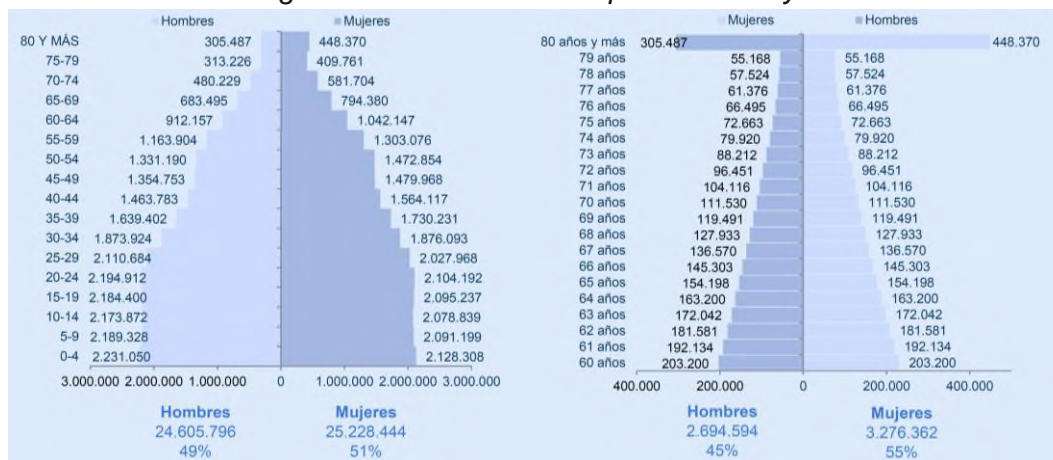 Hombres Mujeres
80 Y MÁS 305.487 448.370
75-79 313.226 409.761
70-74 480.229 581.704
65-69 683.495 794.380
60-64 912.157 1.042.147
55-59 1.163.904 1.303.076
50-54 1.331.190 1.472.854
45-49 1.354.753 1.479.968
40-44 1.463.783 1.564.117
35-39 1.639.402 1.730.231
30-34 1.873.924 1.876.093
25-29 2.110.684 2.027.968
20-24 2.194.912 2.104.192
15-19 2.184.400 2.095.237
10-14 2.173.872 2.078.839
5-9 2.189.328 2.091.199
0-4 2.231.050 2.128.308
3.000.000 2.000.000 1.000.000 0 1.000.000 2.000.000 3.000.000
Hombres Mujeres
24.605.796 25.228.444
49% 51%
Mujeres Hombres
80 años y más 305.487 448.370
79 años 55.168 55.168
78 años 57.524 57.524
77 años 61.376 61.376
76 años 66.495 66.495
75 años 72.663 72.663
74 años 79.920 79.920
73 años 88.212 88.212
72 años 96.451 96.451
71 años 104.116 104.116
70 años 111.530 111.530
69 años 119.491 119.491
68 años 127.933 127.933
67 años 136.570 136.570
66 años 145.303 145.303
65 años 154.198 154.198
64 años 163.200 163.200
63 años 172.042 172.042
62 años 181.581 181.581
61 años 192.134 192.134
60 años 203.200 203.200
400.000 200.000 0 200.000 400.000
Hombres Mujeres
2.694.594 3.276.362
45% 55%